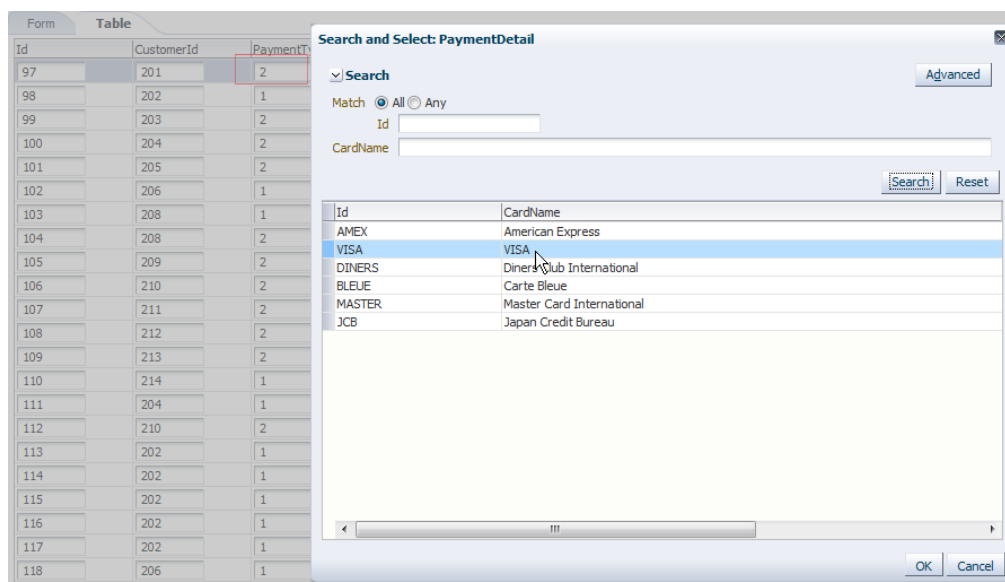 Form Table
Id CustomerId PaymentTy
97 201 2
98 202 1
99 203 2
100 204 2
101 205 2
102 206 1
103 208 1
104 208 2
105 209 2
106 210 2
107 211 2
108 212 2
109 213 2
110 214 1
111 204 1
112 210 2
113 202 1
114 202 1
115 202 1
116 202 1
117 202 1
118 206 1
Search and Select: PaymentDetail
Search
Advanced
Match All Any
Id
CardName
Search Reset
Id CardName
AMEX American Express
VISA VISA
DINERS Diners Club International
BLEUE Carte Bleue
MASTER Master Card International
JCB Japan Credit Bureau
OK Cancel